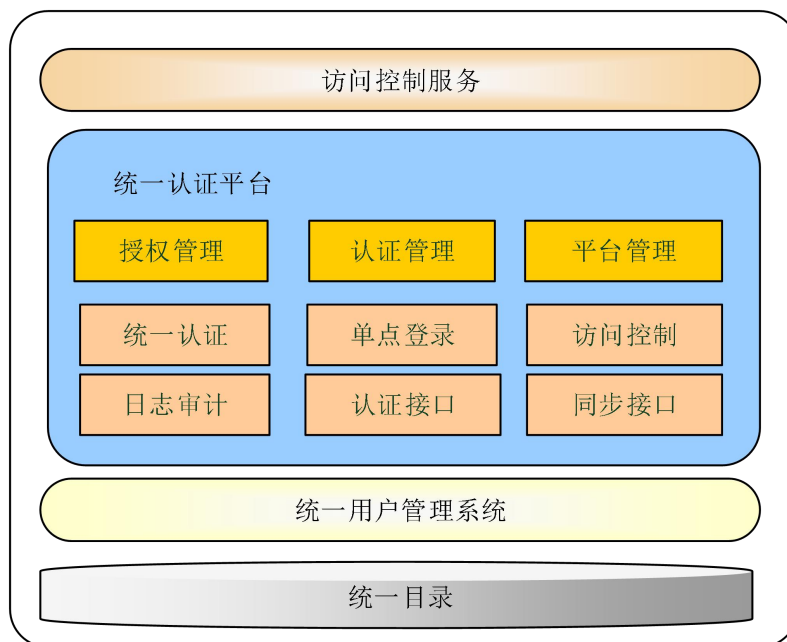 访问控制服务
统一认证平台
授权管理 认证管理 平台管理
统一认证 单点登录 访问控制
日志审计 认证接口 同步接口
统一用户管理系统
统一目录